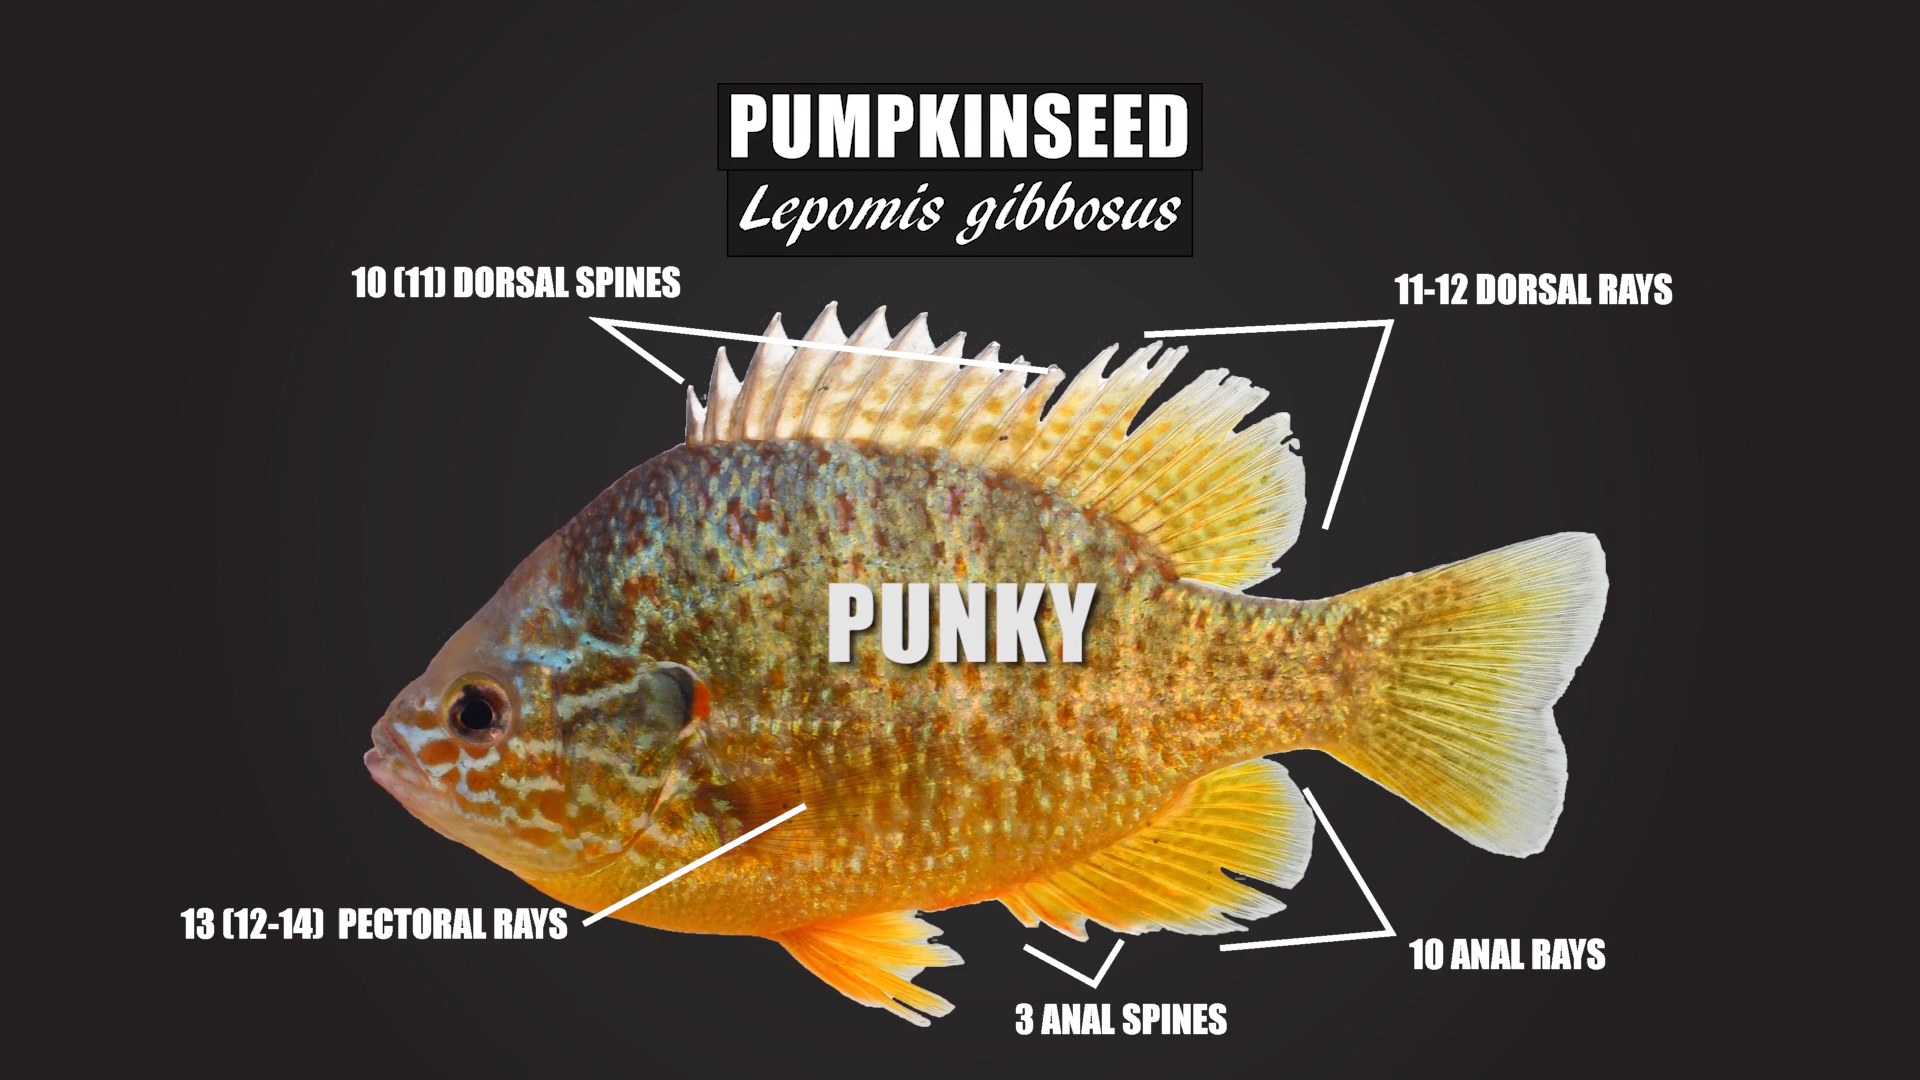 PUMPKINSEED
Lepomis gibbosus
10 (11) DORSAL SPINES
11-12 DORSAL RAYS
PUNKY
13 (12-14) PECTORAL RAYS
10 ANAL RAYS
3 ANAL SPINES